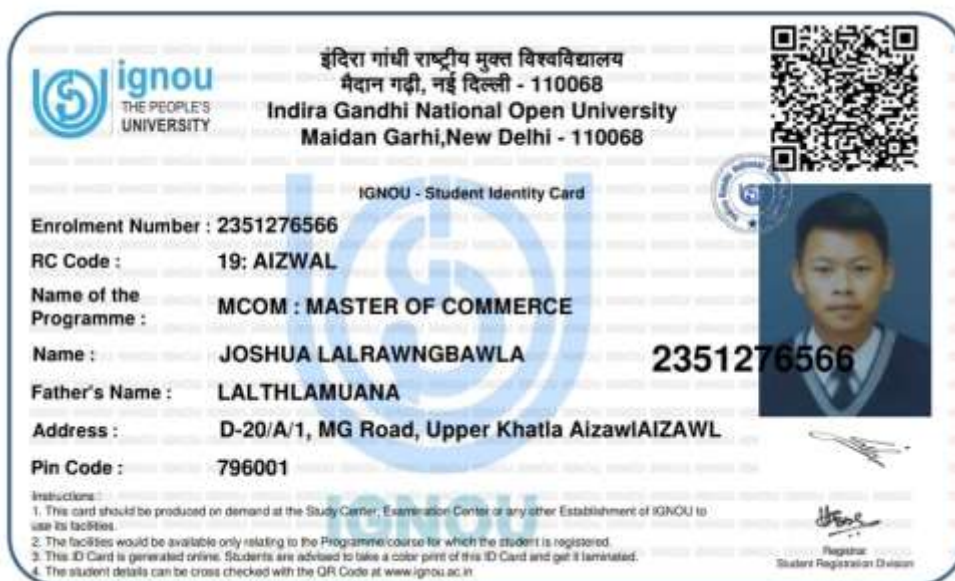 ignou
THE PEOPLE'S
UNIVERSITY
इंदिरा गांधी राष्ट्रीय मुक्त विश्वविद्यालय
मैदान गढ़ी, नई दिल्ली - 110068
Indira Gandhi National Open University
Maidan Garhi,New Delhi - 110068
IGNOU - Student Identity Card
Enrolment Number : 2351276566
RC Code : 19: AIZWAL
Name of the Programme : MCOM : MASTER OF COMMERCE
Name : JOSHUA LALRAWNGBAWLA
2351276566
Father's Name : LALTHLAMUANA
Address : D-20/A/1, MG Road, Upper Khatla AizawlAIZAWL
Pin Code : 796001
IGNOU
Instructions :
1. This card should be produced on demand at the Study Center, Examination Center or any other Establishment of IGNOU to
use its facilities.
2. The facilities would be available only relating to the Programme/course for which the student is registered.
3. This ID Card is generated online. Students are advised to take a color print of this ID Card and get it laminated.
4. The student details can be cross checked with the QR Code at www.ignou.ac.in
Registrar
Student Registration Division